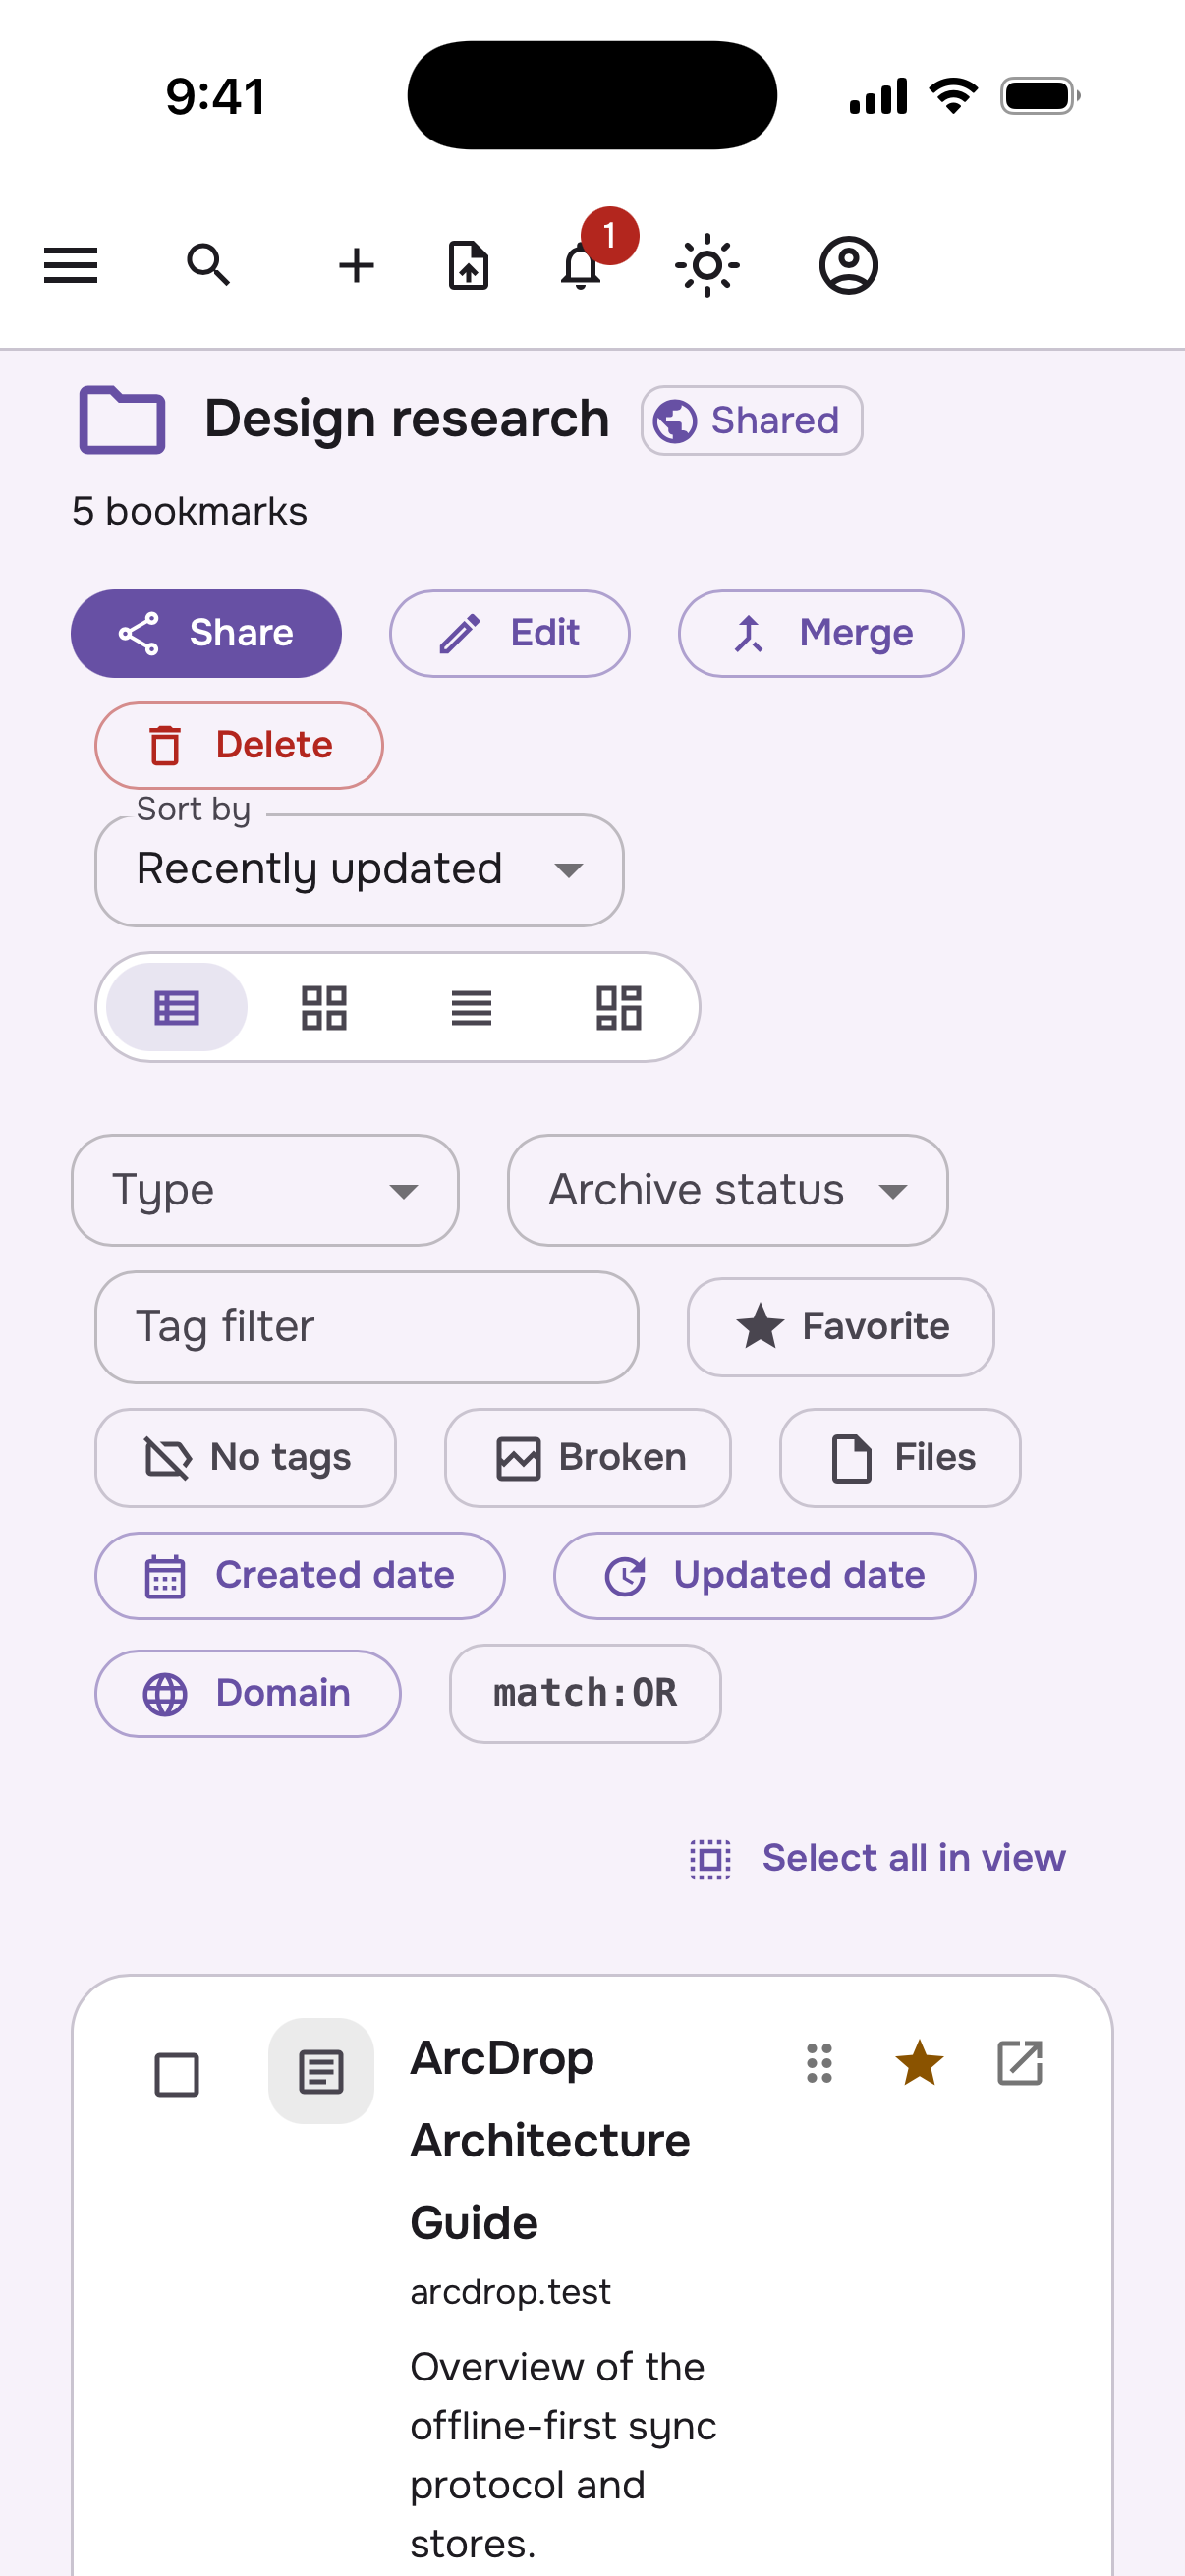 9:41
1
Design research Shared
5 bookmarks
Share Edit Merge
Delete
Sort by
Recently updated
Type Archive status
Tag filter Favorite
No tags Broken Files
Created date Updated date
Domain match:OR
Select all in view
ArcDrop
Architecture
Guide
arcdrop.test
Overview of the
offline-first sync
protocol and
stores.